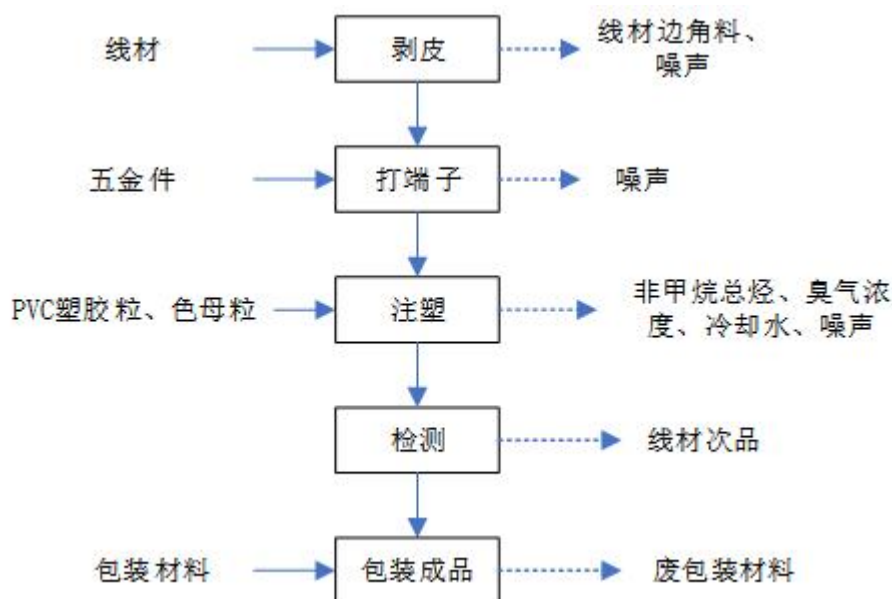 线材
剥皮
线材边角料、
噪声
五金件
打端子
噪声
PVC塑胶粒、色母粒
注塑
非甲烷总烃、臭气浓
度、冷却水、噪声
检测
线材次品
包装材料
包装成品
废包装材料